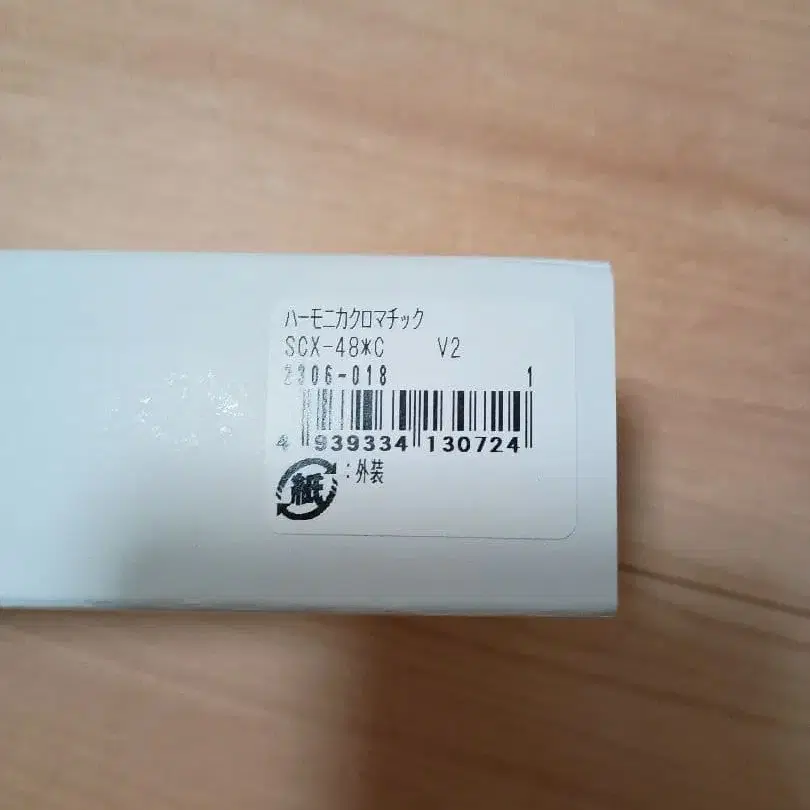 ハーモニカクロマチック
SCX-48*C V2
2306-018 1
4 939334 130724
紙 :外装